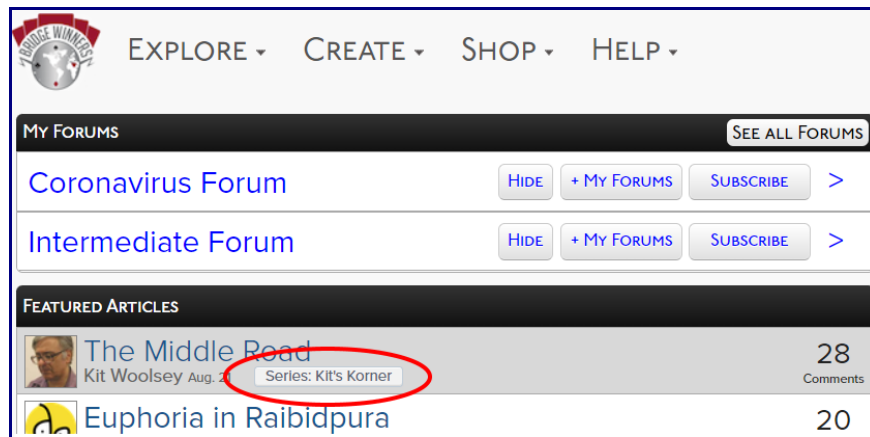 BRIDGE WINNERS
EXPLORE CREATE SHOP HELP
MY FORUMS SEE ALL FORUMS
Coronavirus Forum HIDE + MY FORUMS SUBSCRIBE >
Intermediate Forum HIDE + MY FORUMS SUBSCRIBE >
FEATURED ARTICLES
The Middle Road 28
Kit Woolsey Aug. Series: Kit's Korner Comments
Euphoria in Raibidpura 20